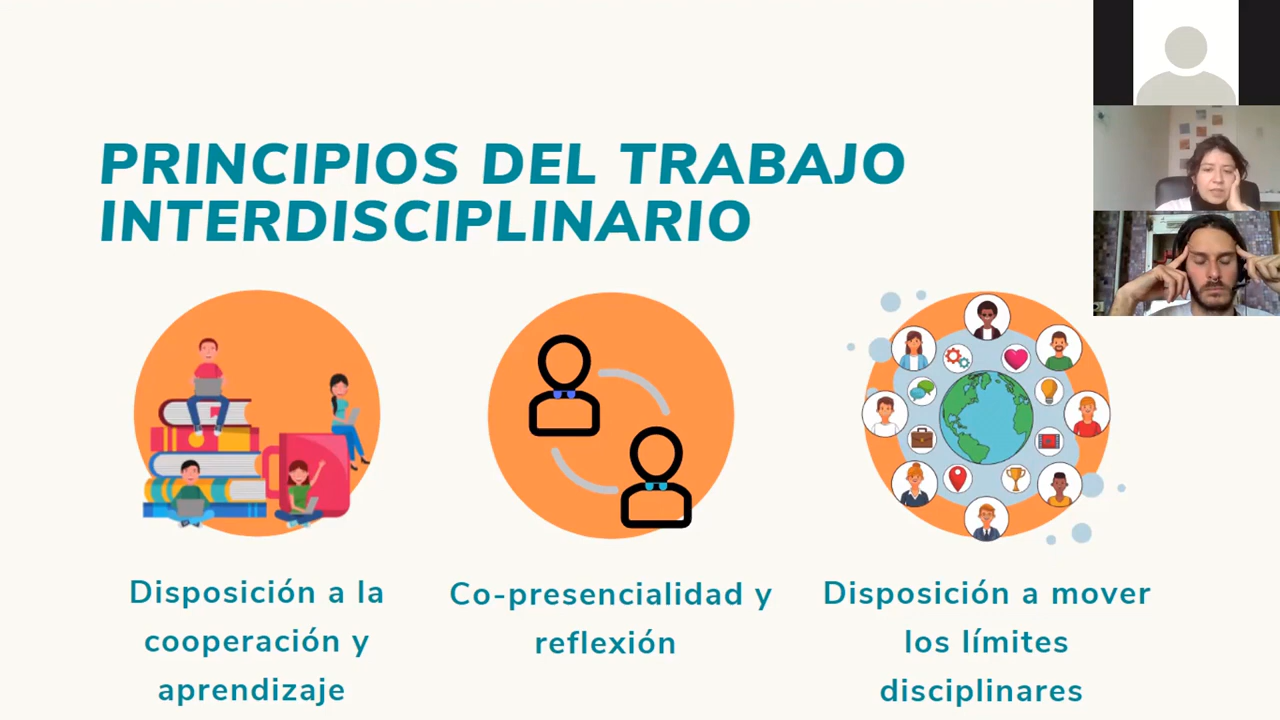 PRINCIPIOS DEL TRABAJO
INTERDISCIPLINARIO
Disposición a la
cooperación y
aprendizaje
Co-presencialidad y
reflexión
Disposición a mover
los límites
disciplinares